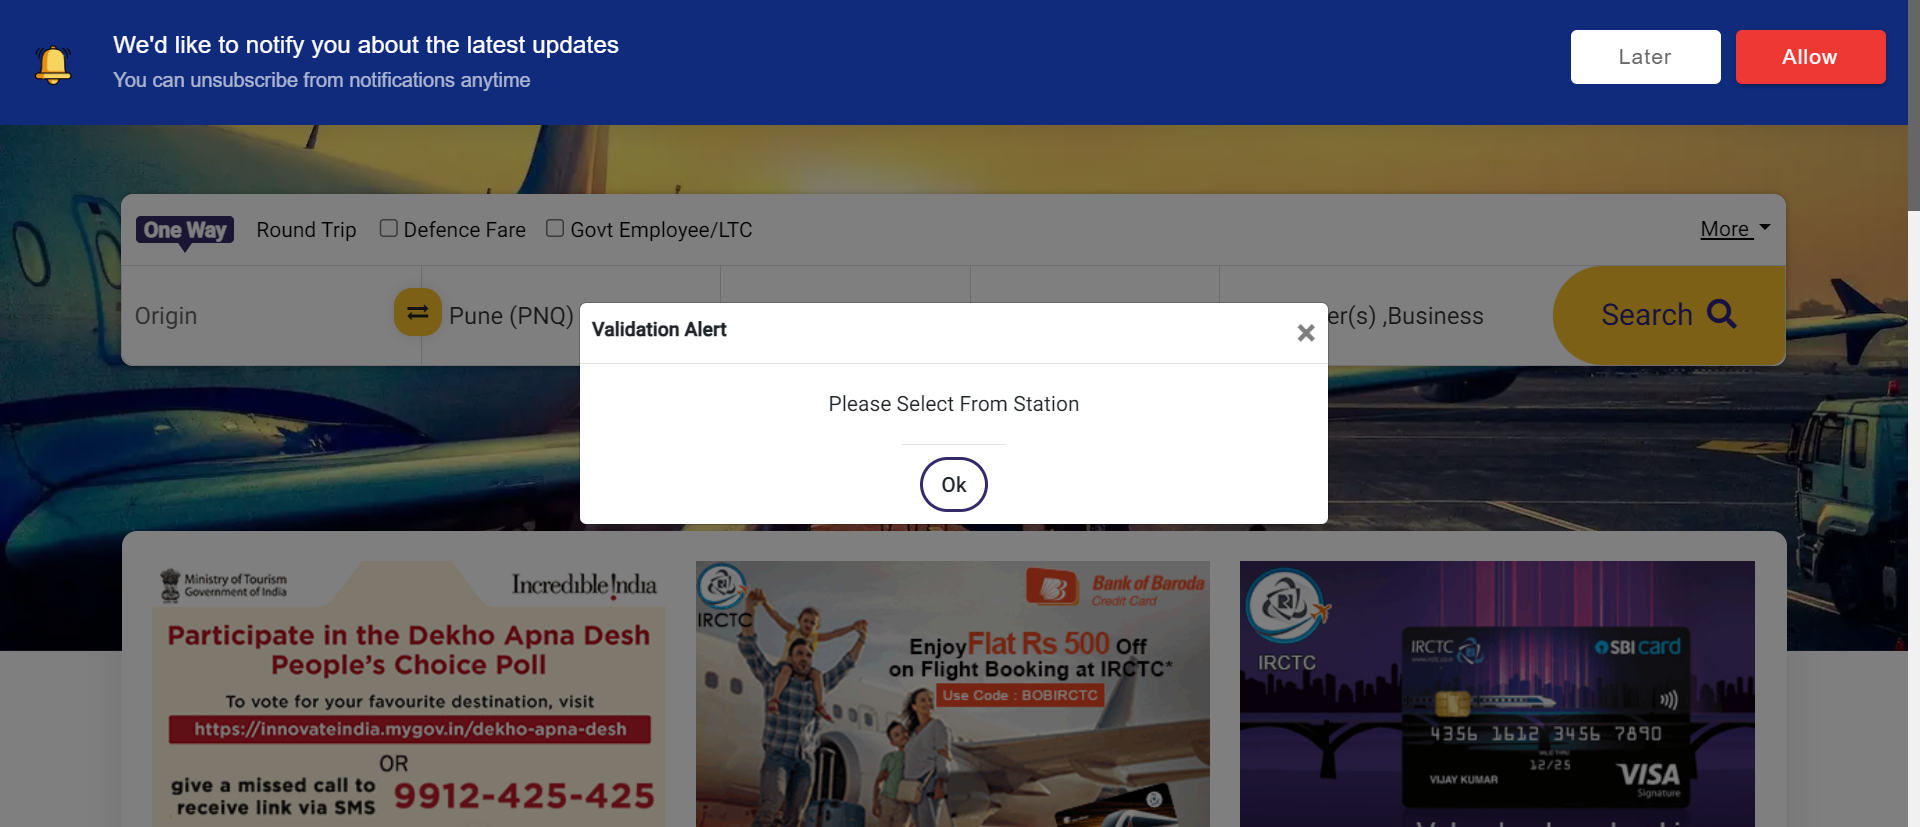 We'd like to notify you about the latest updates
You can unsubscribe from notifications anytime
Later
Allow
One Way
Round Trip
Defence Fare
Govt Employee/LTC
More
Origin
Pune (PNQ)
er(s) ,Business
Search
Validation Alert
×
Please Select From Station
Ok
Ministry of Tourism
Government of India
Incredible!ndia
Participate in the Dekho Apna Desh
People's Choice Poll
To vote for your favourite destination, visit
https://innovateindia.mygov.in/dekho-apna-desh
OR
give a missed call to
receive link via SMS
9912-425-425
IRCTC
Bank of Baroda
Credit Card
Enjoy Flat Rs 500 Off
on Flight Booking at IRCTC*
Use Code : BOBIRCTC
IRCTC
IRCTC
SBI card
4356 1612 3456 7890
12/25
VIJAY KUMAR
VISA
Signature